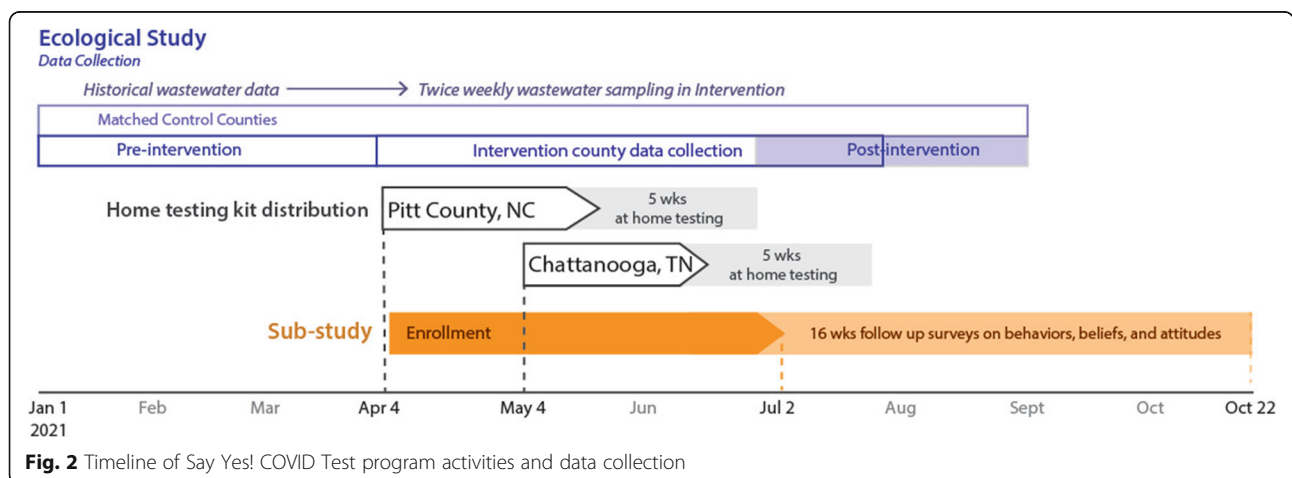 Ecological Study
Data Collection
Historical wastewater data
Twice weekly wastewater sampling in Intervention
Matched Control Counties
Pre-intervention
Intervention county data collection
Post-intervention
Home testing kit distribution
Pitt County, NC
5 wks
at home testing
Chattanooga, TN
5 wks
at home testing
Sub-study
Enrollment
16 wks follow up surveys on behaviors, beliefs, and attitudes
Jan 1
2021
Feb
Mar
Apr 4
May 4
Jun
Jul 2
Aug
Sept
Oct
Oct 22
Fig. 2 Timeline of Say Yes! COVID Test program activities and data collection